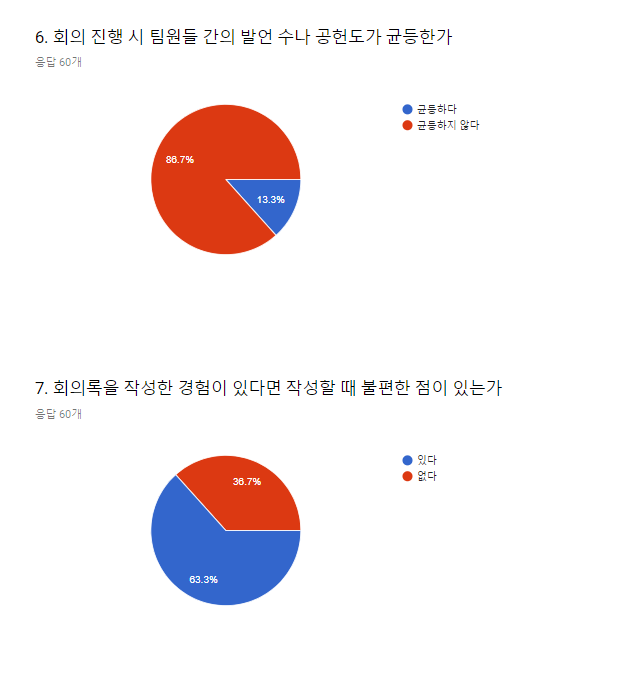 6. 회의 진행 시 팀원들 간의 발언 수나 공헌도가 균등한가
응답 60개
균등하다
균등하지 않다
86.7%
13.3%
7. 회의록을 작성한 경험이 있다면 작성할 때 불편한 점이 있는가
응답 60개
있다
없다
36.7%
63.3%